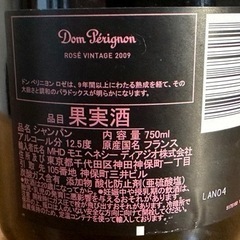 Dom Pérignon
ROSÉ VINTAGE 2009
ドン ペリニヨン ロゼは、9年間以上にわたる熟成を経て、その
大胆さと調和のパラドックスが明らかになります。
品名 果実酒
品目 シャンパン 内 容 量 750ml
アルコール分 12.5度 原産国名 フランス
輸入者 MHD モエ ヘネシー ディアジオ株式会社
東京都千代田区神田神保町一丁目
105番地 神保町三井ビル
添加物 酸化防止剤(亜硫酸塩)
LAN04